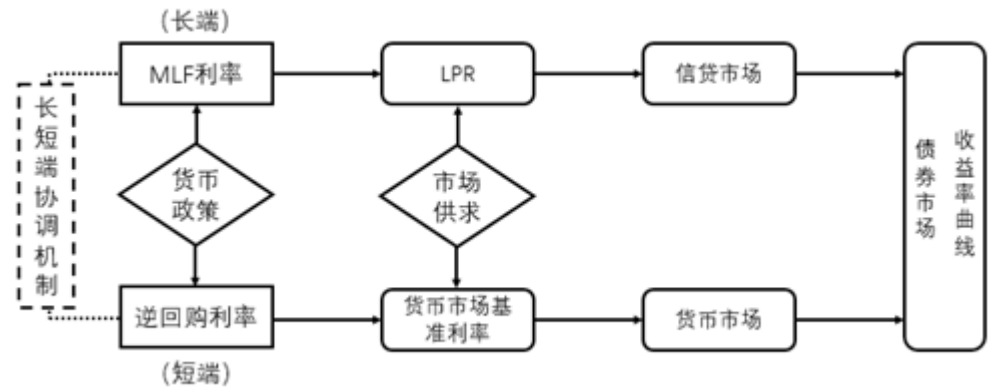 (长端)
MLF利率
LPR
信贷市场
长短端协调机制
货币
政策
市场
供求
债券市场
收益率曲线
逆回购利率
货币市场基
准利率
货币市场
(短端)